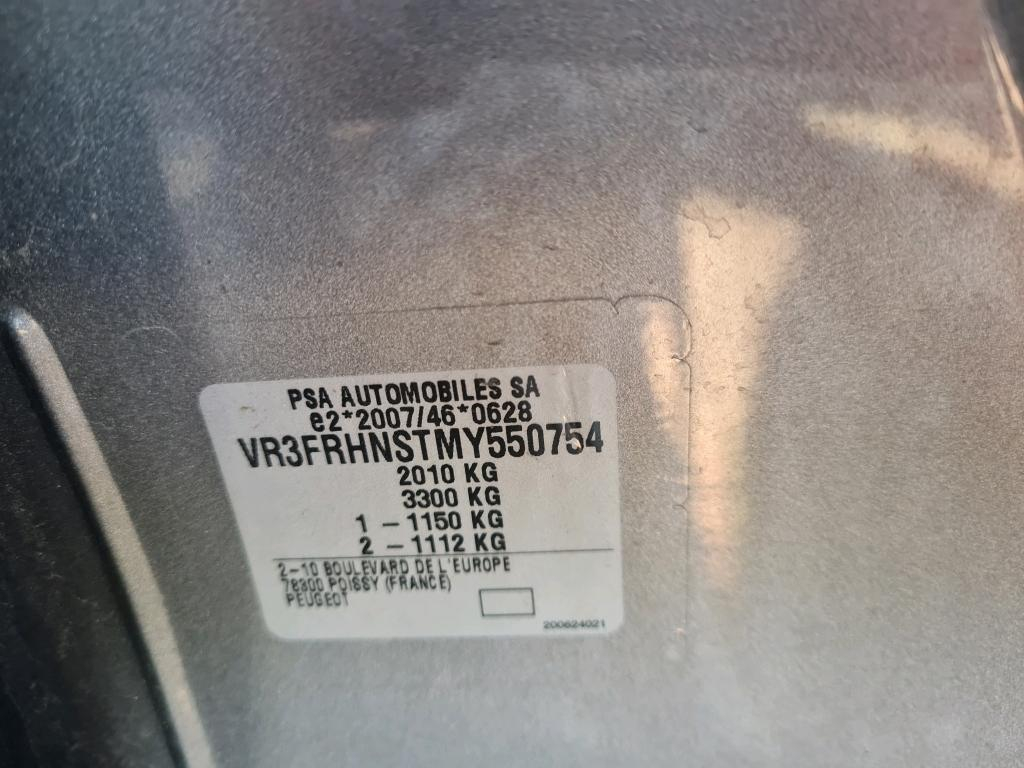 PSA AUTOMOBILES SA
e2*2007/46*0628
VR3FRHNSTMY550754
2010 KG
3300 KG
1 - 1150 KG
2 - 1112 KG
2-10 BOULEVARD DE L'EUROPE
78300 POISSY (FRANCE)
PEUGEOT
200624021